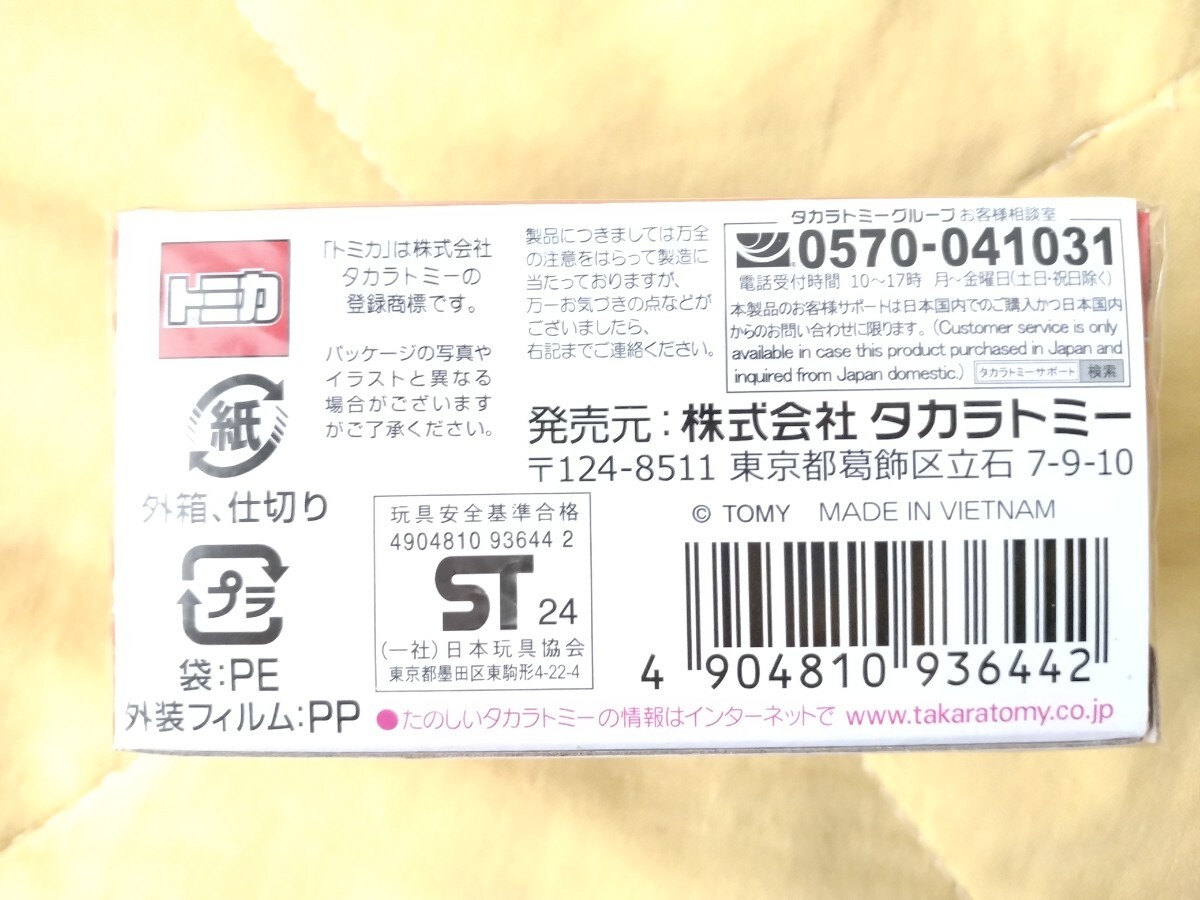 トミカ
「トミカ」は株式会社
タカラトミーの
登録商標です。
パッケージの写真や
イラストと異なる
場合がございます
がご了承ください。
製品につきましては万全
の注意をはらって製造に
当たっておりますが、
万一お気づきの点などが
ございましたら、
右記までご連絡ください。
タカラトミーグループ お客様相談室
0570-041031
電話受付時間 10～17時 月～金曜日(土日・祝日除く)
本製品のお客様サポートは日本国内でのご購入かつ日本国内
からのお問い合わせに限ります。(Customer service is only
available in case this product purchased in Japan and
inquired from Japan domestic.) タカラトミーサポート 検索
発売元:株式会社 タカラトミー
〒124-8511 東京都葛飾区立石 7-9-10
紙
外箱、仕切り
プラ
袋:PE
外装フィルム:PP
玩具安全基準合格
4904810 93644 2
ST 24
(一社)日本玩具協会
東京都墨田区東駒形4-22-4
© TOMY MADE IN VIETNAM
4 904810 936442
●たのしいタカラトミーの情報はインターネットで www.takaratomy.co.jp